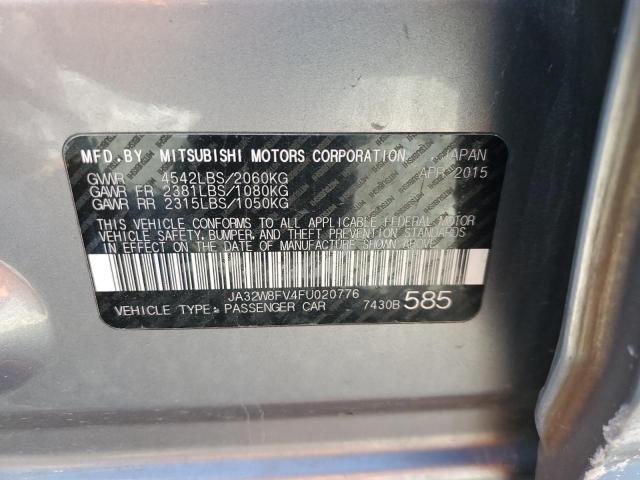 MFD. BY MITSUBISHI MOTORS CORPORATION, JAPAN
GVWR 4542LBS/2060KG APR 2015
GAWR FR 2381LBS/1080KG
GAWR RR 2315LBS/1050KG
THIS VEHICLE CONFORMS TO ALL APPLICABLE FEDERAL MOTOR
VEHICLE SAFETY, BUMPER, AND THEFT PREVENTION STANDARDS
IN EFFECT ON THE DATE OF MANUFACTURE SHOWN ABOVE.
JA32W8FV4FU020776
VEHICLE TYPE: PASSENGER CAR 7430B 585